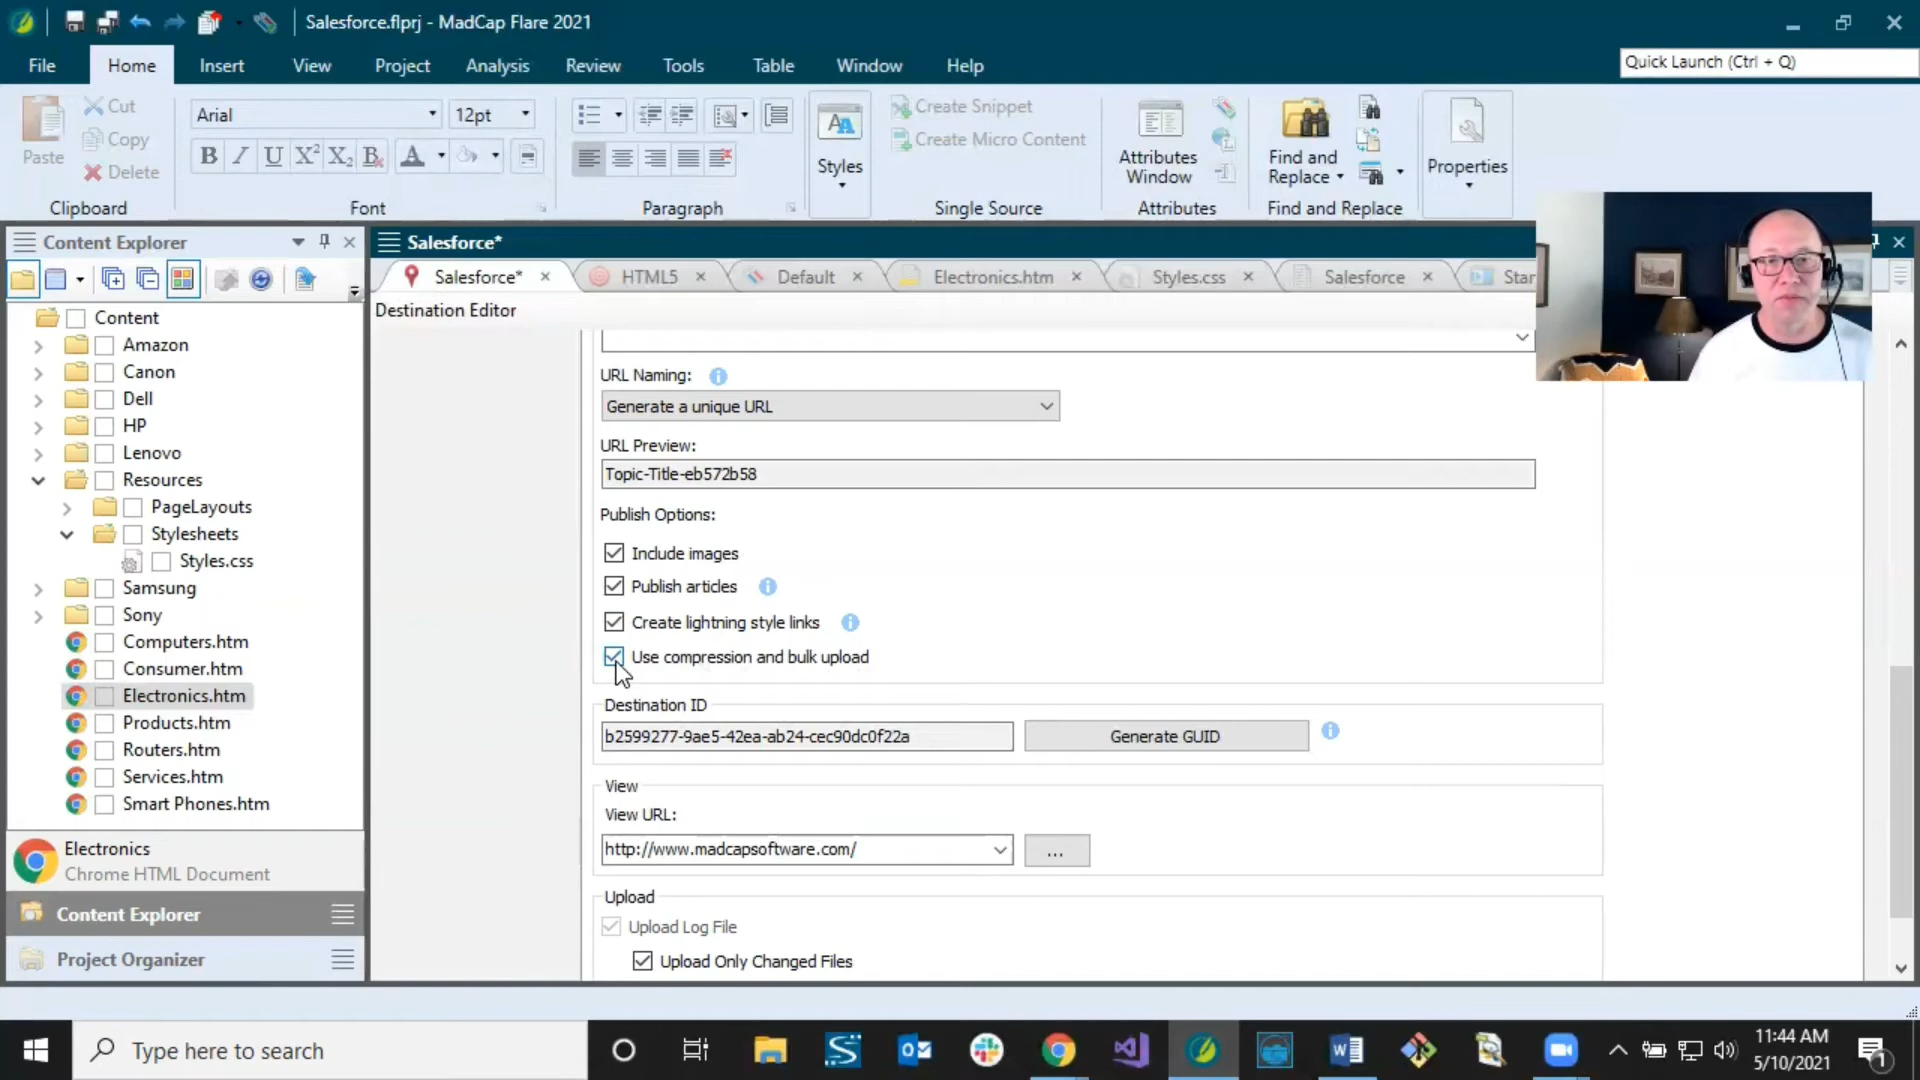 Salesforce.flprj - MadCap Flare 2021
File Home Insert View Project Analysis Review Tools Table Window Help
Quick Launch (Ctrl + Q)
Paste
Cut
Copy
Delete
Clipboard
Arial 12pt
B I U X² X₂ B
Font
Paragraph
Styles
Create Snippet
Create Micro Content
Single Source
Attributes
Window
Attributes
Find and
Replace
Find and Replace
Properties
Content Explorer
Content
Amazon
Canon
Dell
HP
Lenovo
Resources
PageLayouts
Stylesheets
Styles.css
Samsung
Sony
Computers.htm
Consumer.htm
Electronics.htm
Products.htm
Routers.htm
Services.htm
Smart Phones.htm
Electronics
Chrome HTML Document
Content Explorer
Project Organizer
Salesforce*
Salesforce* HTML5 Default Electronics.htm Styles.css Salesforce Star
Destination Editor
URL Naming:
Generate a unique URL
URL Preview:
Topic-Title-eb572b58
Publish Options:
Include images
Publish articles
Create lightning style links
Use compression and bulk upload
Destination ID
b2599277-9ae5-42ea-ab24-cec90dc0f22a
Generate GUID
View
View URL:
http://www.madcapsoftware.com/
...
Upload
Upload Log File
Upload Only Changed Files
Type here to search
11:44 AM
5/10/2021
1